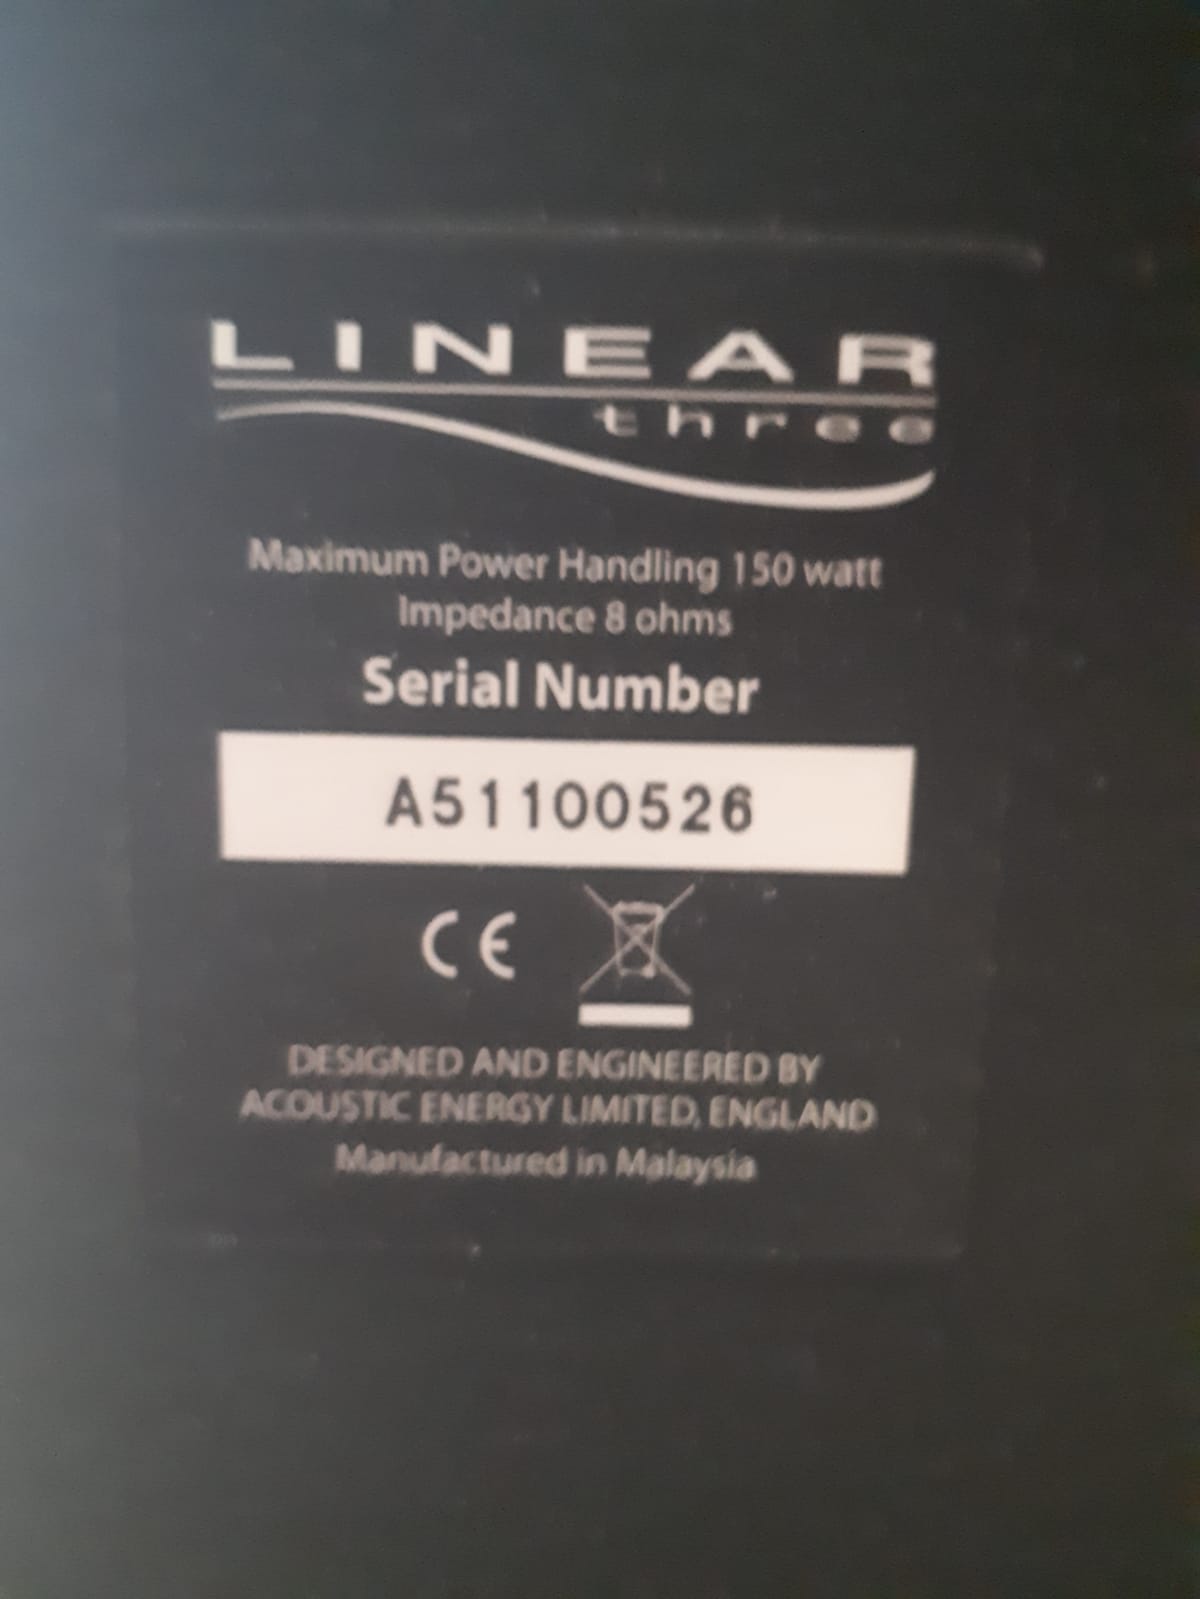 LINEAR
three
Maximum Power Handling 150 watt
Impedance 8 ohms
Serial Number
A51100526
CE
DESIGNED AND ENGINEERED BY
ACOUSTIC ENERGY LIMITED, ENGLAND
Manufactured in Malaysia